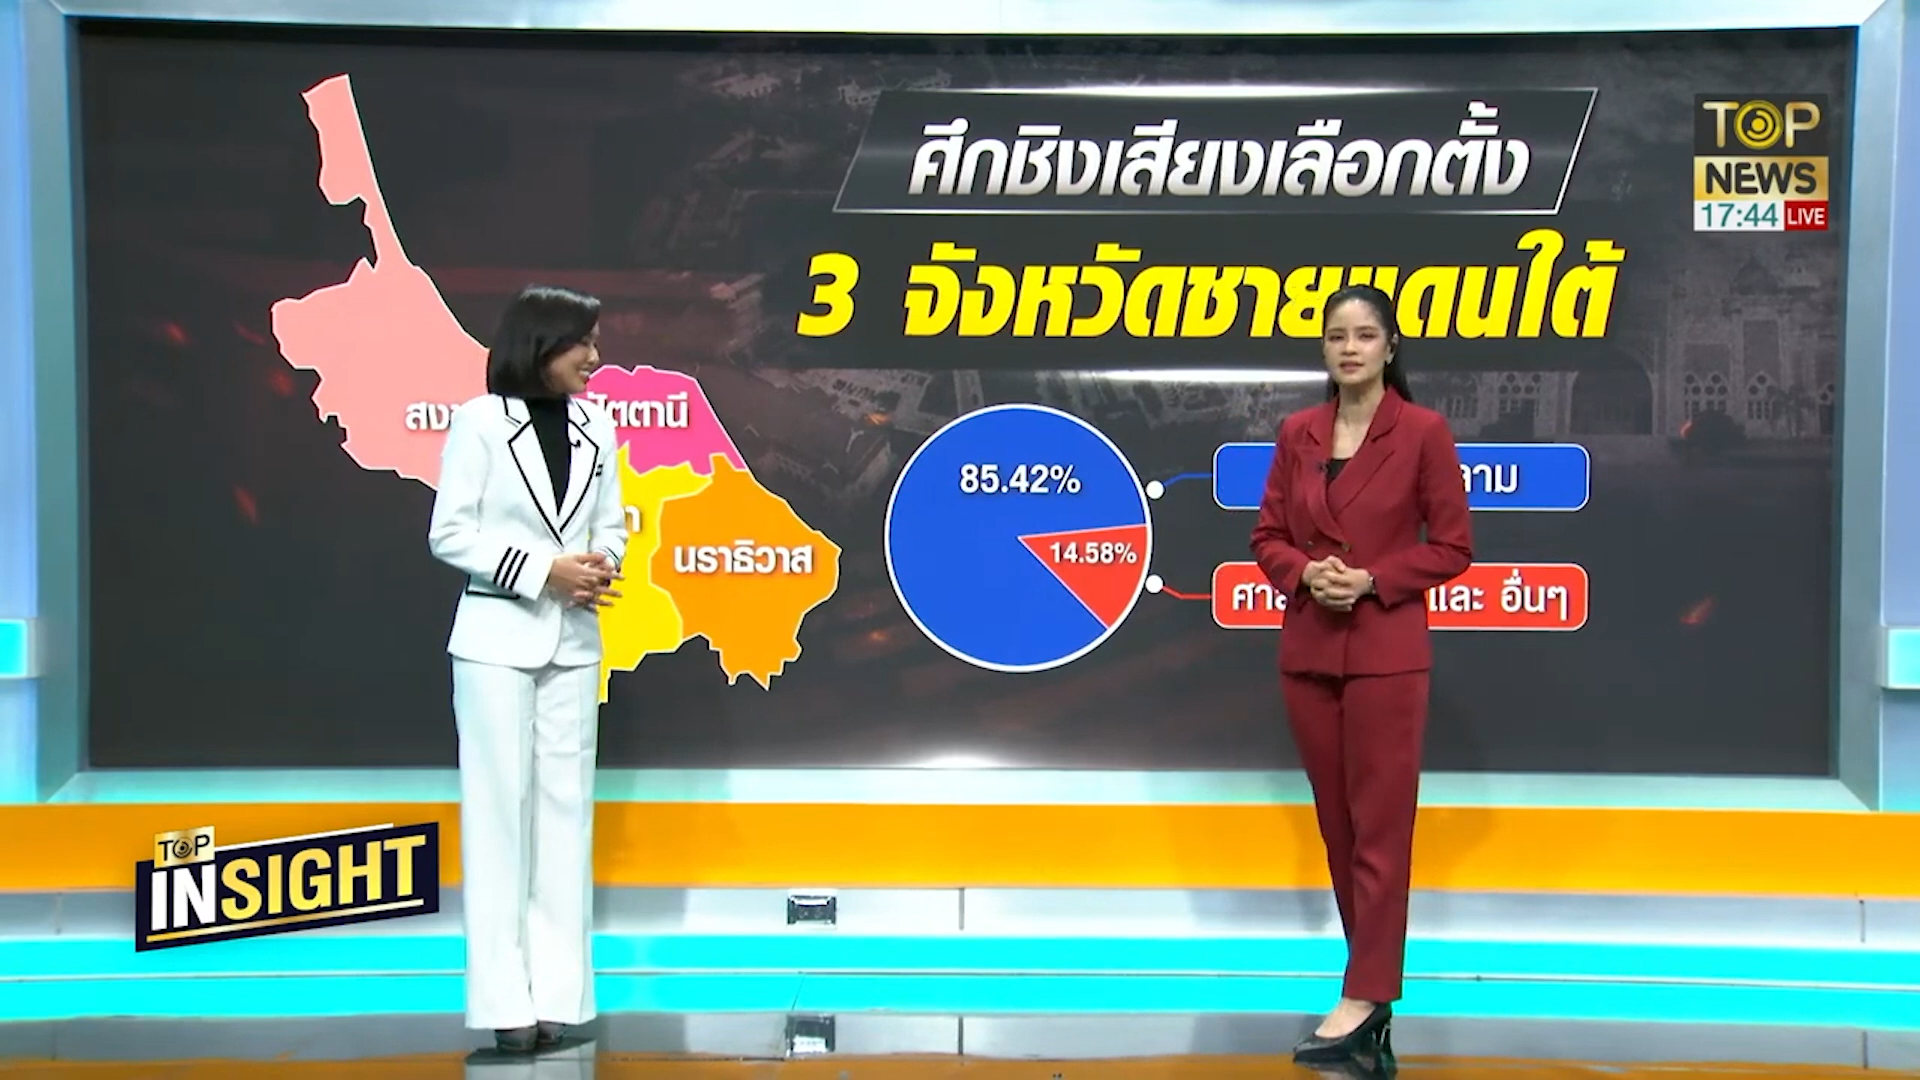 ศึกชิงเสียงเลือกตั้ง
3 จังหวัดชายแดนใต้
TOP
NEWS
17:44 LIVE
ปัตตานี
นราธิวาส
85.42%
14.58%
และ อื่นๆ
TOP
INSIGHT